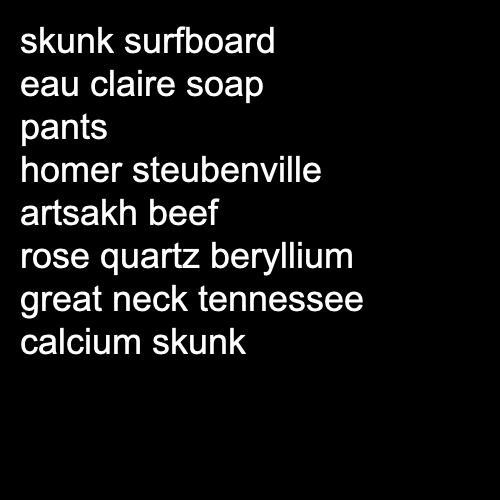 skunk surfboard
eau claire soap
pants
homer steubenville
artsakh beef
rose quartz beryllium
great neck tennessee
calcium skunk